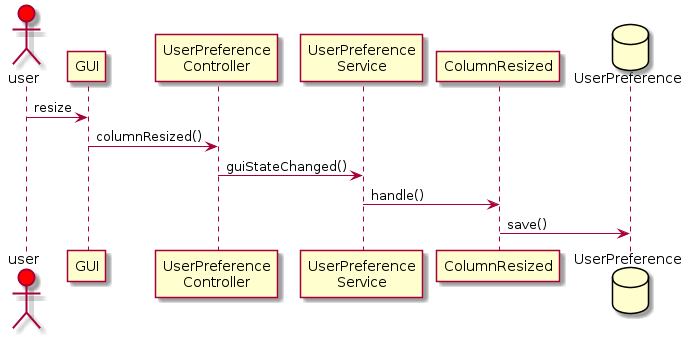 user
GUI
UserPreference
Controller
UserPreference
Service
ColumnResized
UserPreference
resize
columnResized()
guiStateChanged()
handle()
save()
user
GUI
UserPreference
Controller
UserPreference
Service
ColumnResized
UserPreference